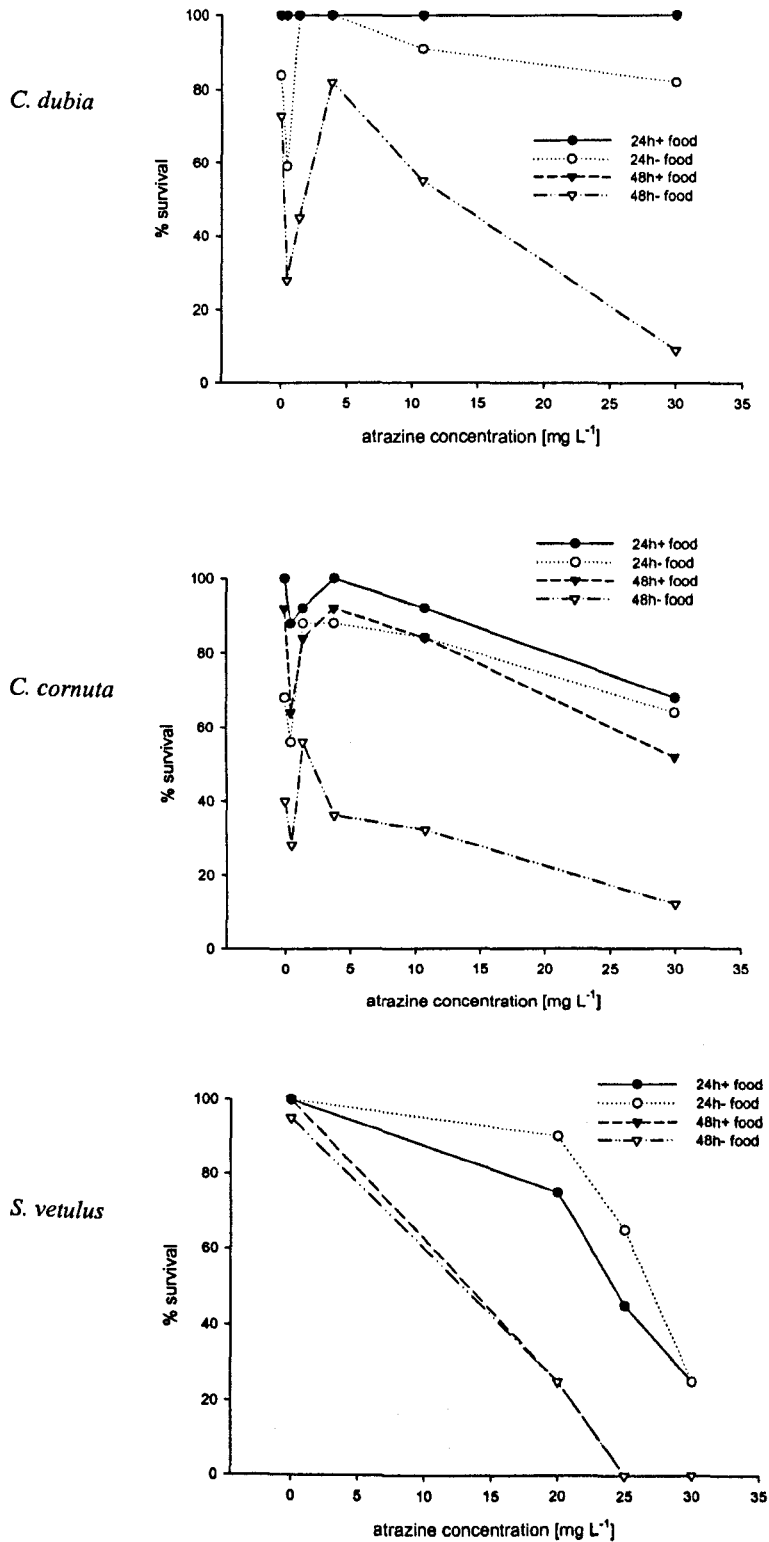 C. dubia
% survival
100
80
60
40
20
0
24h+ food
24h- food
48h+ food
48h- food
0 5 10 15 20 25 30 35
atrazine concentration [mg L⁻¹]
C. cornuta
% survival
24h+ food
24h- food
48h+ food
48h- food
100
80
60
40
20
0
0 5 10 15 20 25 30 35
atrazine concentration [mg L⁻¹]
S. vetulus
% survival
24h+ food
24h- food
48h+ food
48h- food
100
80
60
40
20
0
0 5 10 15 20 25 30 35
atrazine concentration [mg L⁻¹]